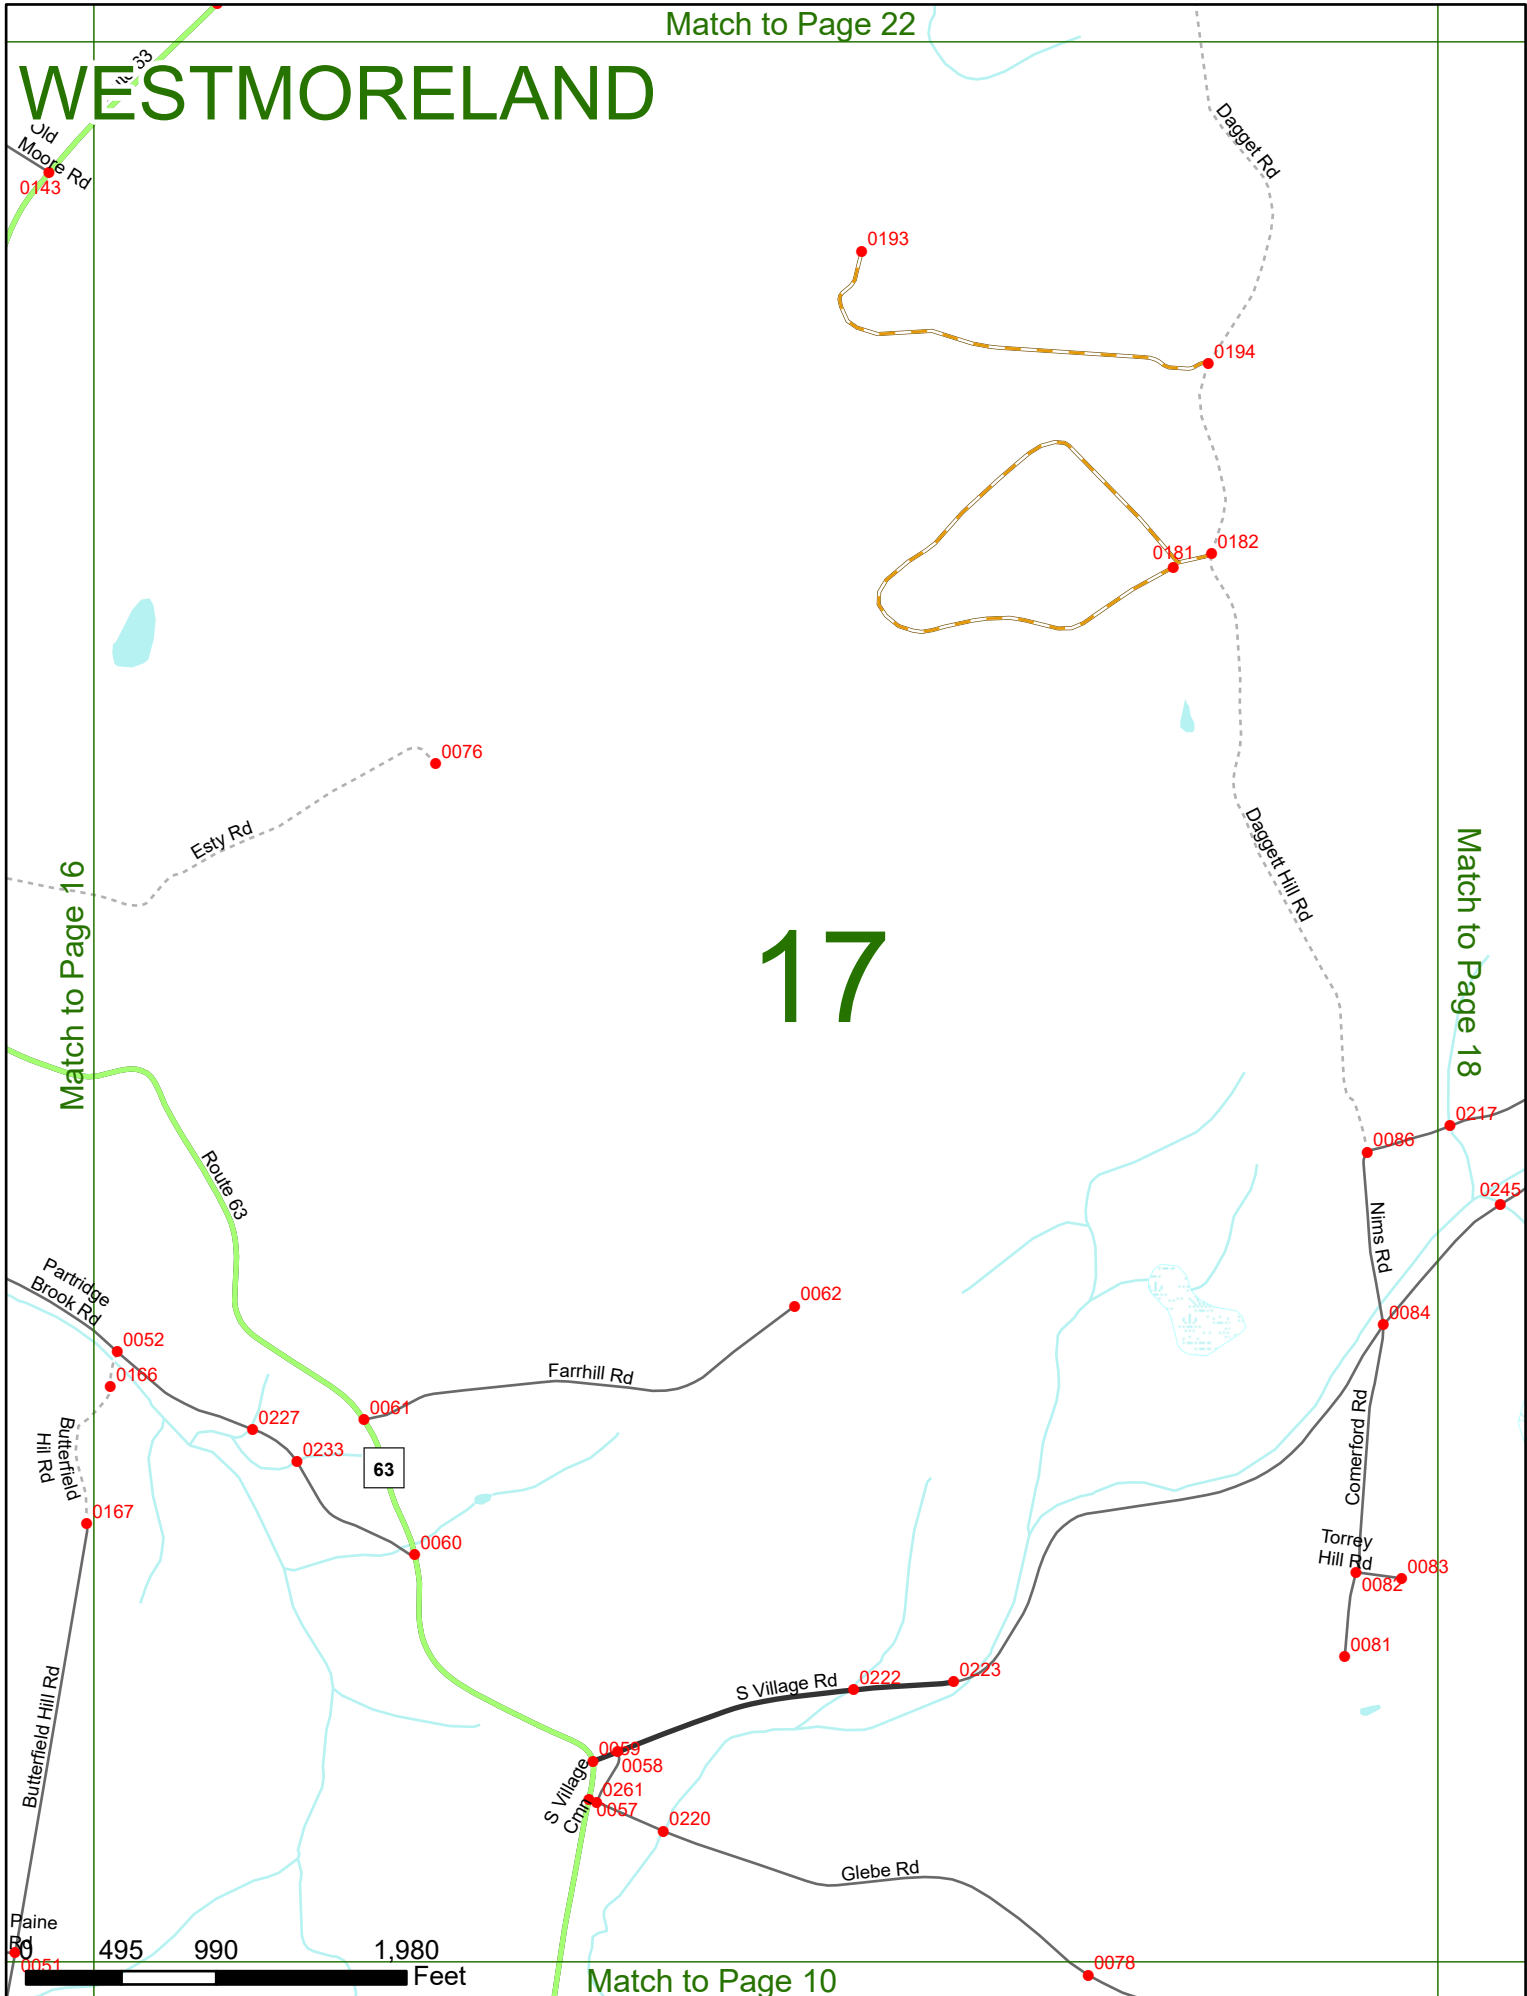 Match to Page 22
WESTMORELAND
63
Old
Moore Rd
0143
Dagget Rd
0193
0194
0182
0181
0076
Esty Rd
Daggett Hill Rd
Match to Page 16
17
Match to Page 18
0217
0086
0245
Route 63
Nims Rd
Partridge
Brook Rd
0062
0084
0052
0166
Farrhill Rd
0061
0227
Butterfield
Hill Rd
0233
63
Comerford Rd
0167
0060
Torrey
Hill Rd
0083
0082
0081
0223
0222
S Village Rd
Butterfield Hill Rd
0059
0058
S Village
Cmn
0261
0057
0220
Glebe Rd
Paine
Rd
0 495 990 1,980
0051
Feet
0078
Match to Page 10